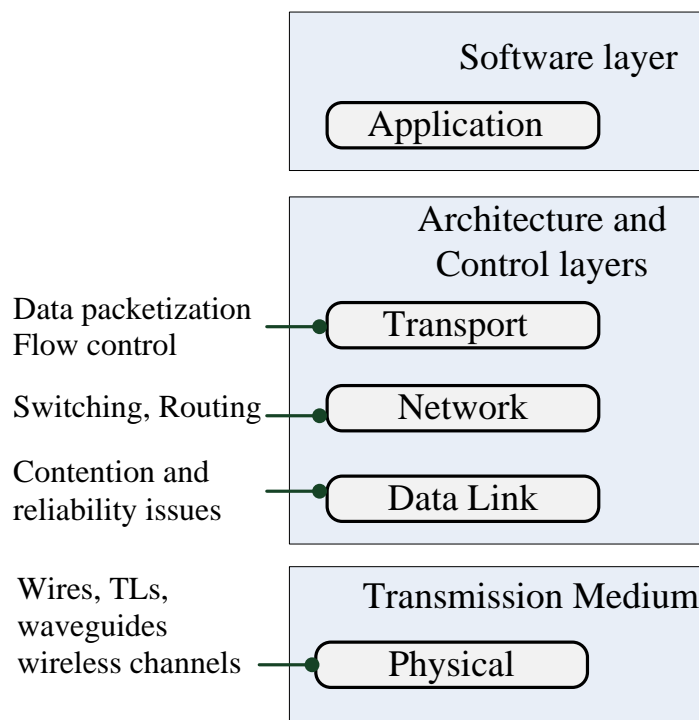 Software layer
Application
Architecture and
Control layers
Data packetization
Flow control
Transport
Switching, Routing
Network
Contention and
reliability issues
Data Link
Wires, TLs,
waveguides
wireless channels
Transmission Medium
Physical